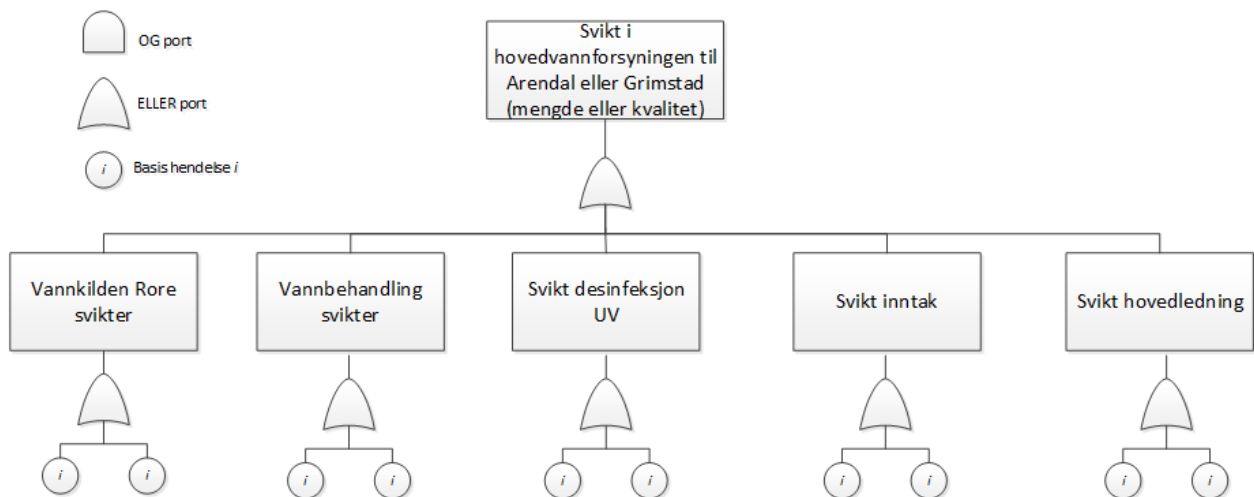 OG port
ELLER port
i
Basis hendelse i
Svikt i
hovedvannforsyningen til
Arendal eller Grimstad
(mengde eller kvalitet)
Vannkilden Rore
svikter
Vannbehandling
svikter
Svikt desinfeksjon
UV
Svikt inntak
Svikt hovedledning
i
i
i
i
i
i
i
i
i
i